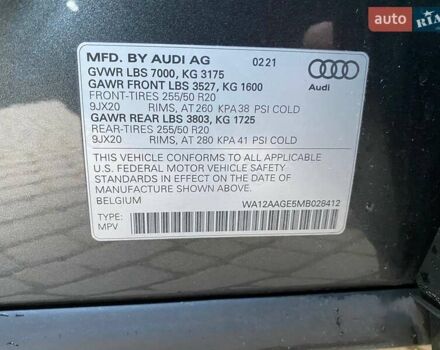 auto RIA
MFD. BY AUDI AG 0221
GVWR LBS 7000, KG 3175
GAWR FRONT LBS 3527, KG 1600
FRONT-TIRES 255/50 R20
9JX20 RIMS, AT 260 KPA 38 PSI COLD
GAWR REAR LBS 3803, KG 1725
REAR-TIRES 255/50 R20
9JX20 RIMS, AT 280 KPA 41 PSI COLD
Audi
THIS VEHICLE CONFORMS TO ALL APPLICABLE
U.S. FEDERAL MOTOR VEHICLE SAFETY
STANDARDS IN EFFECT ON THE DATE OF
MANUFACTURE SHOWN ABOVE.
BELGIUM WA12AAGE5MB028412
TYPE:
MPV